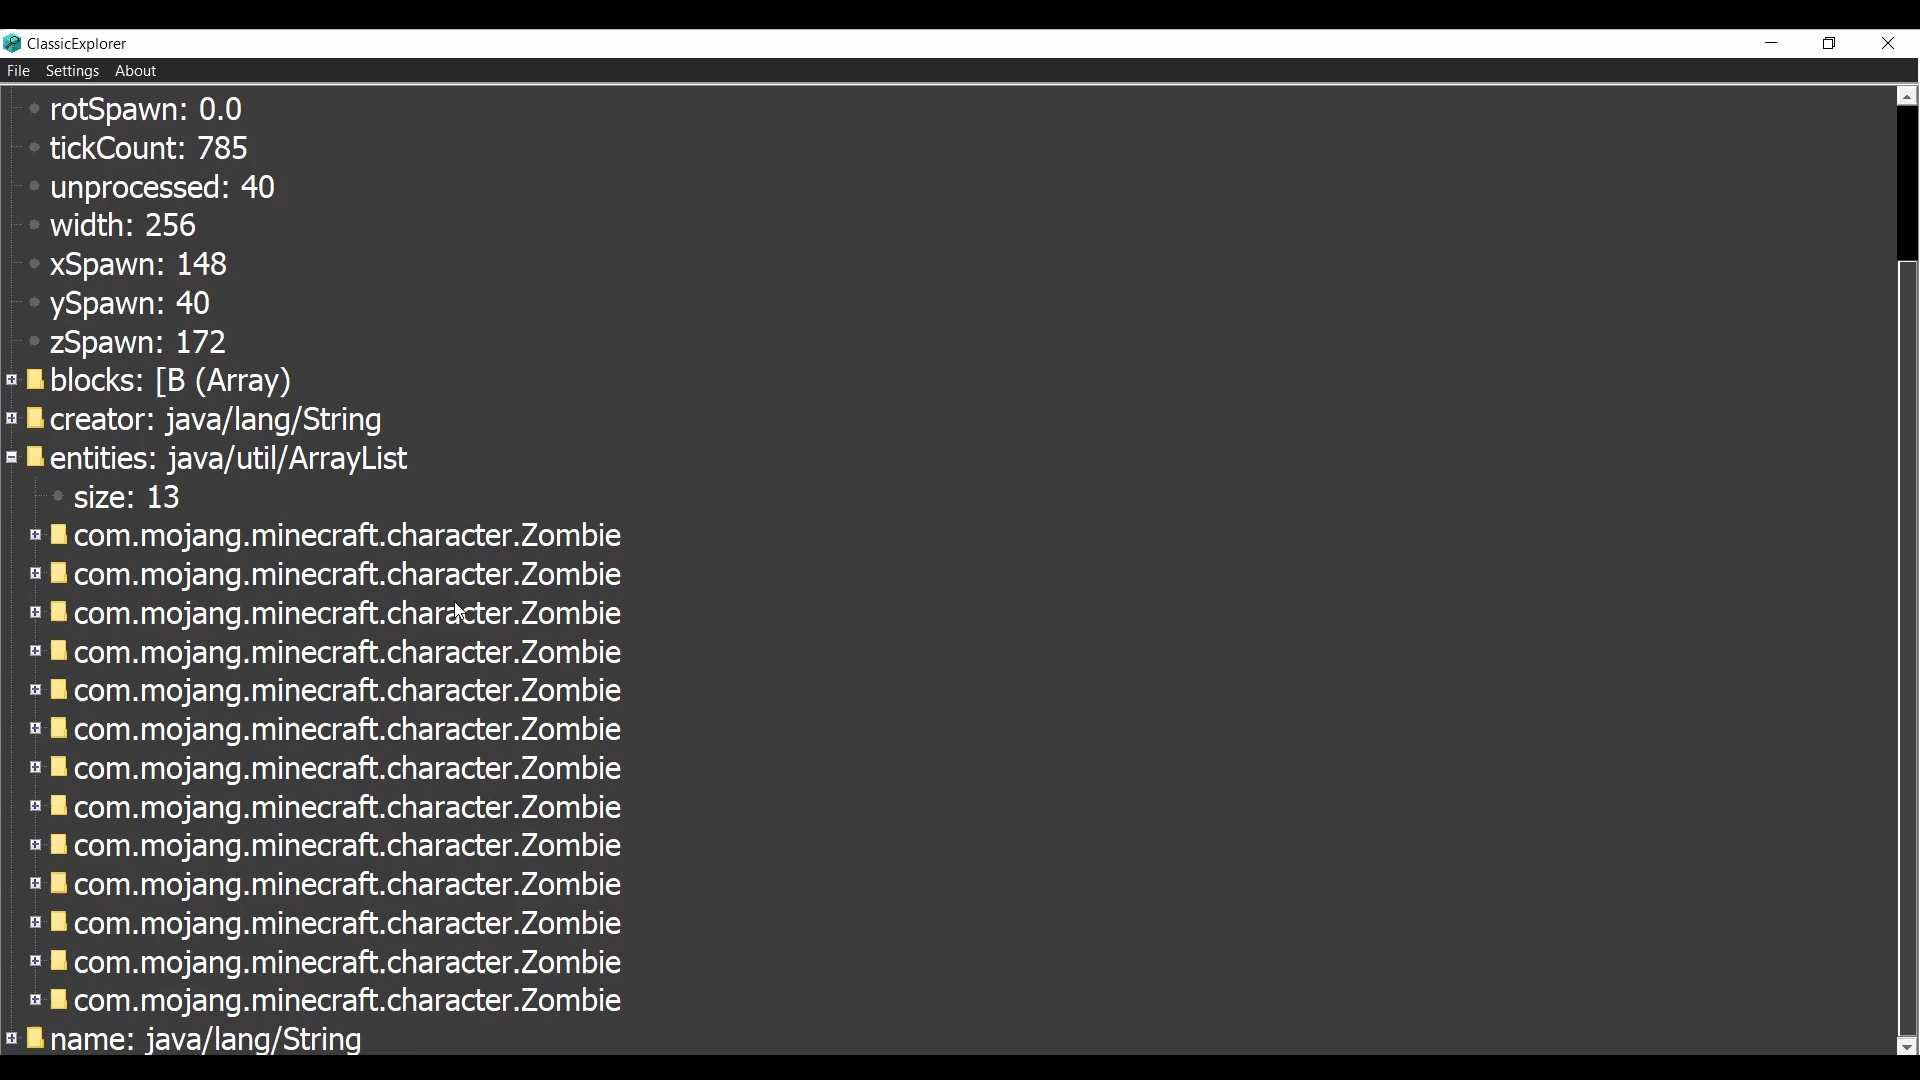 ClassicExplorer
File Settings About
rotSpawn: 0.0
tickCount: 785
unprocessed: 40
width: 256
xSpawn: 148
ySpawn: 40
zSpawn: 172
blocks: [B (Array)
creator: java/lang/String
entities: java/util/ArrayList
size: 13
com.mojang.minecraft.character.Zombie
com.mojang.minecraft.character.Zombie
com.mojang.minecraft.character.Zombie
com.mojang.minecraft.character.Zombie
com.mojang.minecraft.character.Zombie
com.mojang.minecraft.character.Zombie
com.mojang.minecraft.character.Zombie
com.mojang.minecraft.character.Zombie
com.mojang.minecraft.character.Zombie
com.mojang.minecraft.character.Zombie
com.mojang.minecraft.character.Zombie
com.mojang.minecraft.character.Zombie
com.mojang.minecraft.character.Zombie
name: java/lang/String